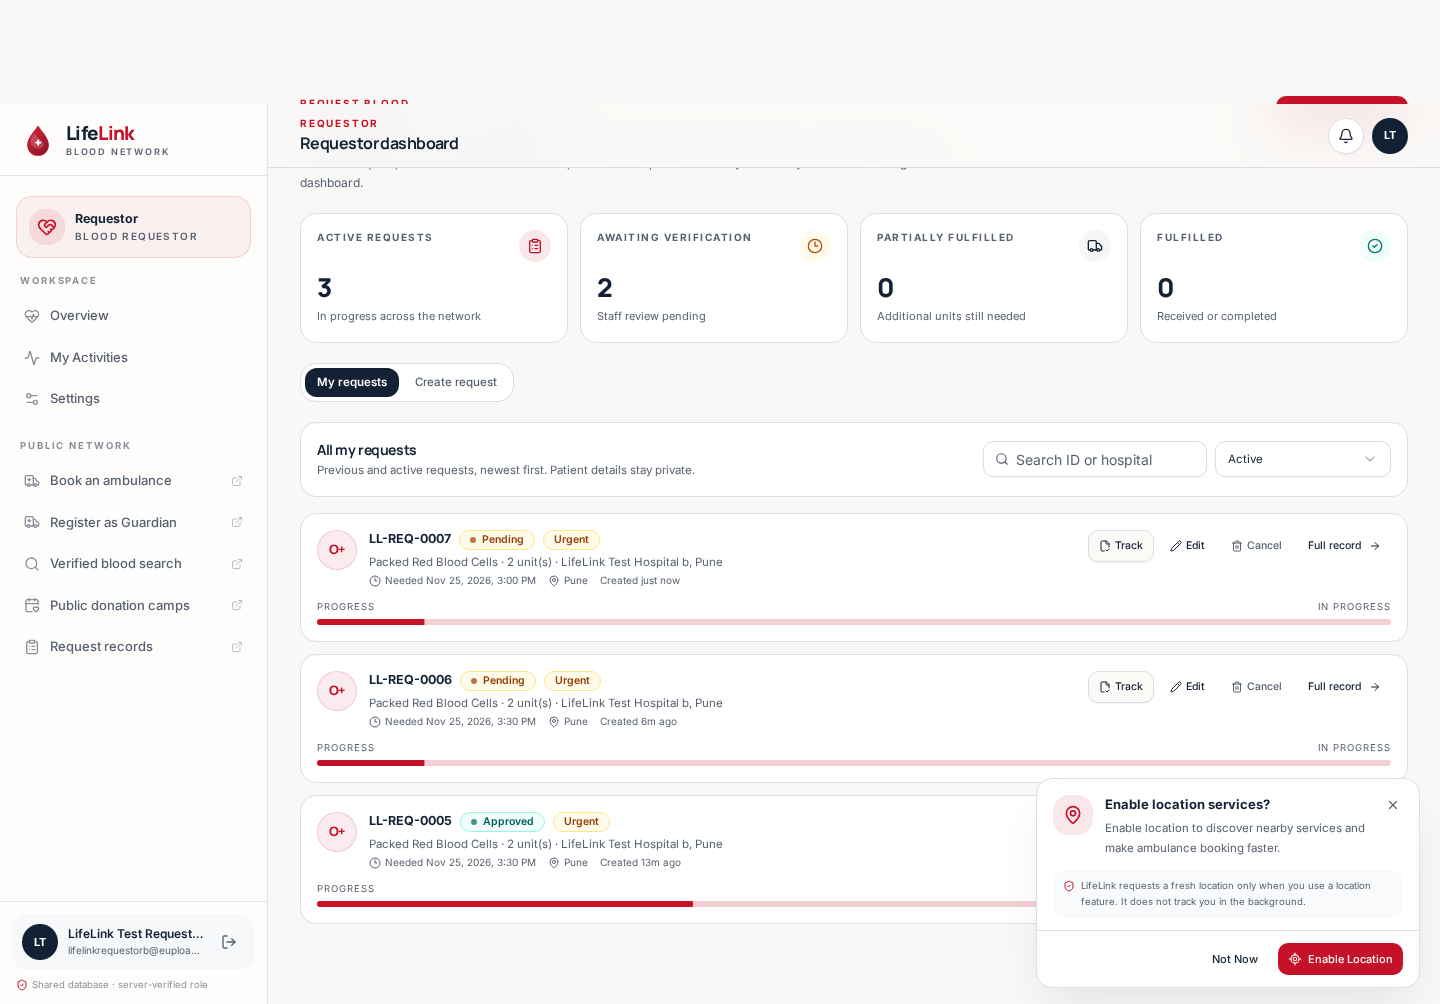 REQUEST BLOOD
LifeLink
BLOOD NETWORK
REQUESTOR
Requestor dashboard
LT
dashboard.
Requestor
BLOOD REQUESTOR
WORKSPACE
Overview
My Activities
Settings
PUBLIC NETWORK
Book an ambulance
Register as Guardian
Verified blood search
Public donation camps
Request records
LT
LifeLink Test Request...
lifelinkrequestorb@euploa...
Shared database · server-verified role
ACTIVE REQUESTS
3
In progress across the network
AWAITING VERIFICATION
2
Staff review pending
PARTIALLY FULFILLED
0
Additional units still needed
FULFILLED
0
Received or completed
My requests
Create request
All my requests
Previous and active requests, newest first. Patient details stay private.
Search ID or hospital
Active
O+
LL-REQ-0007
Pending
Urgent
Track
Edit
Cancel
Full record
Packed Red Blood Cells · 2 unit(s) · LifeLink Test Hospital b, Pune
Needed Nov 25, 2026, 3:00 PM
Pune
Created just now
PROGRESS
IN PROGRESS
O+
LL-REQ-0006
Pending
Urgent
Track
Edit
Cancel
Full record
Packed Red Blood Cells · 2 unit(s) · LifeLink Test Hospital b, Pune
Needed Nov 25, 2026, 3:30 PM
Pune
Created 6m ago
PROGRESS
IN PROGRESS
O+
LL-REQ-0005
Approved
Urgent
Packed Red Blood Cells · 2 unit(s) · LifeLink Test Hospital b, Pune
Needed Nov 25, 2026, 3:30 PM
Pune
Created 13m ago
PROGRESS
Enable location services?
Enable location to discover nearby services and
make ambulance booking faster.
LifeLink requests a fresh location only when you use a location
feature. It does not track you in the background.
Not Now
Enable Location